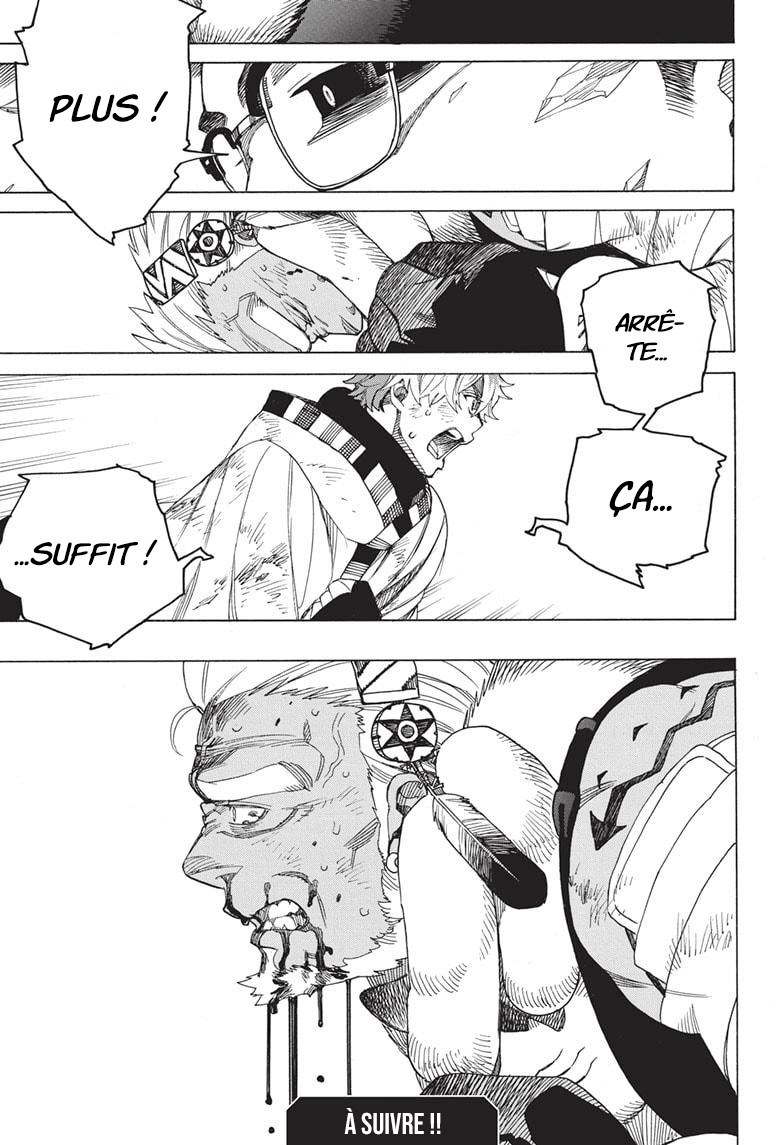 PLUS !
ARRÊ-
TE...
ÇA...
...SUFFIT !
À SUIVRE !!